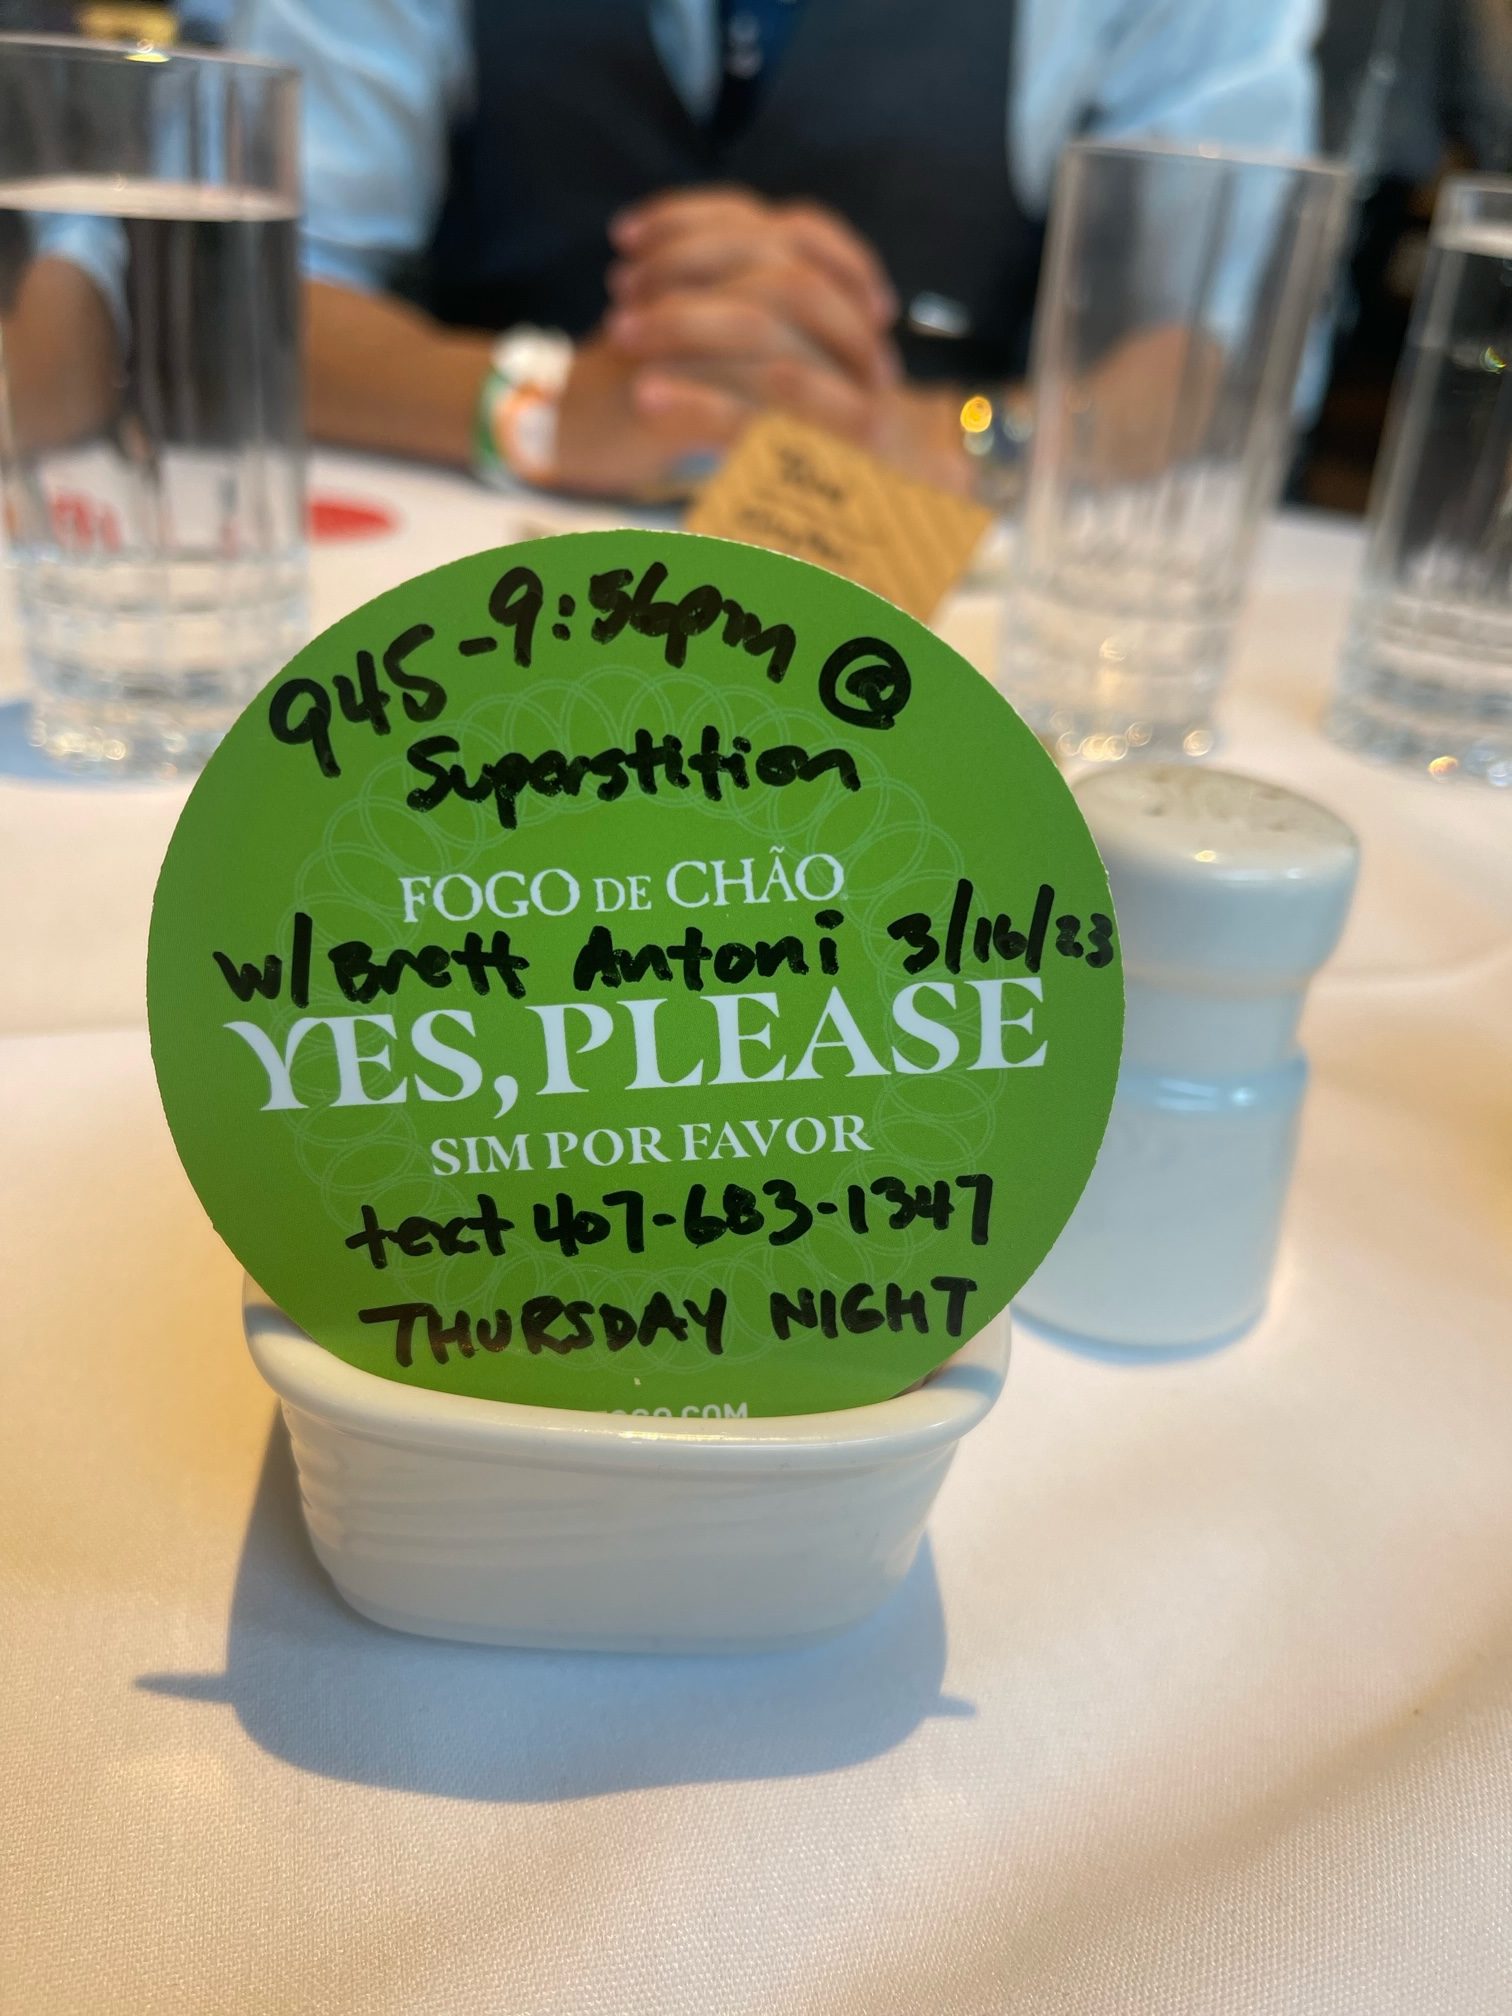 945-9:56pm @
Superstition
FOGO DE CHÃO
w/ Brett Antoni 3/16/23
YES, PLEASE
SIM POR FAVOR
text 407-683-1347
THURSDAY NIGHT